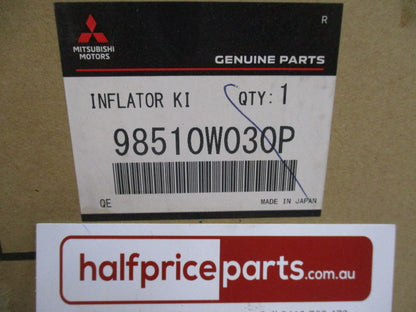 R
MITSUBISHI
MOTORS
GENUINE PARTS
INFLATOR KI QTY: 1
98510W030P
QE MADE IN JAPAN
halfpriceparts.com.au